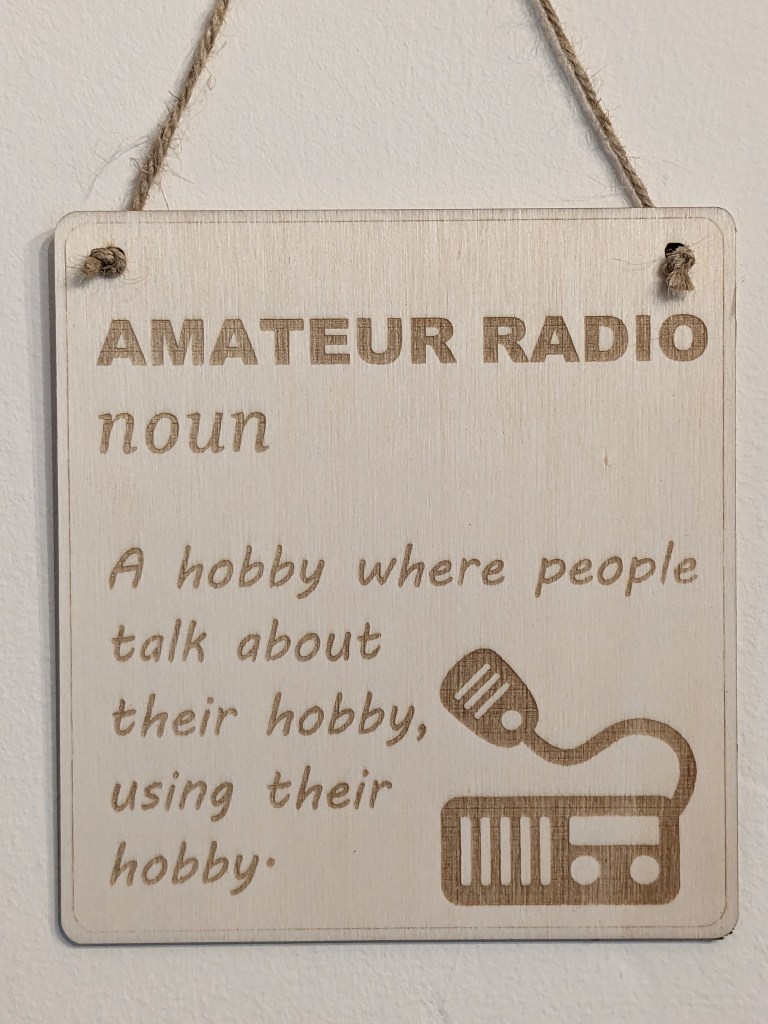 AMATEUR RADIO
noun
A hobby where people
talk about
their hobby,
using their
hobby.